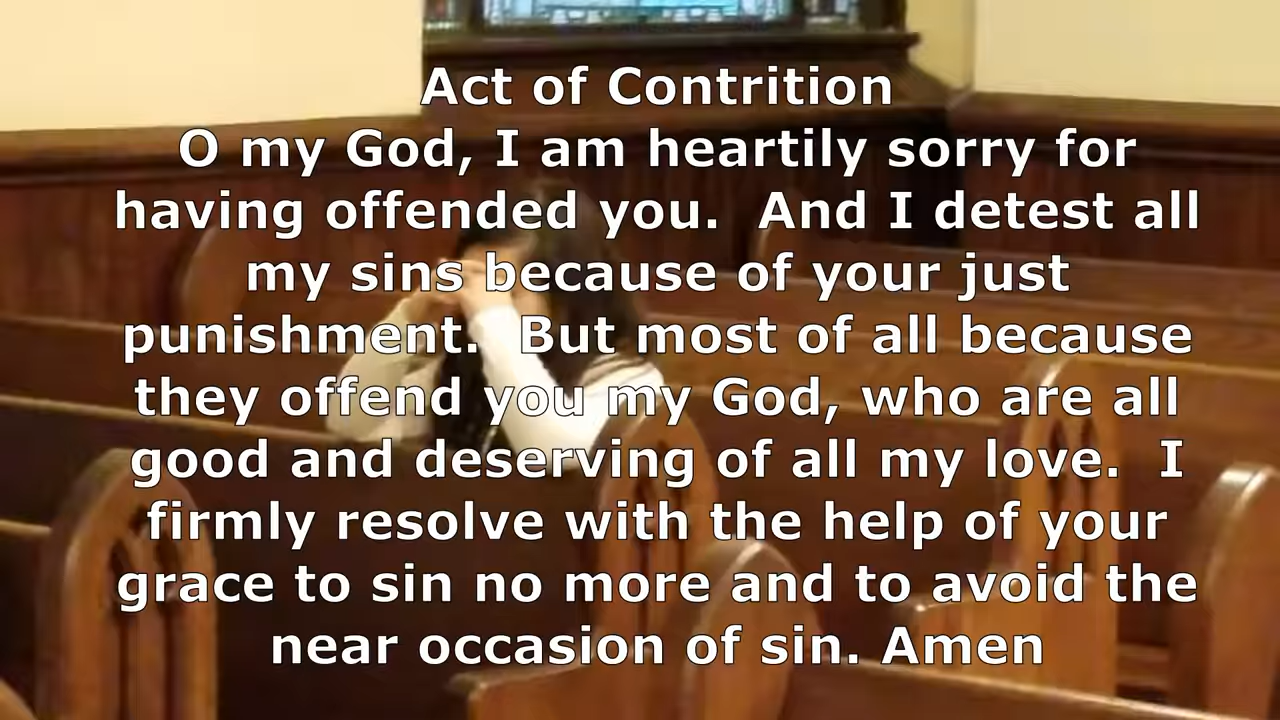 Act of Contrition
O my God, I am heartily sorry for
having offended you.  And I detest all
my sins because of your just
punishment.  But most of all because
they offend you my God, who are all
good and deserving of all my love.  I
firmly resolve with the help of your
grace to sin no more and to avoid the
near occasion of sin. Amen